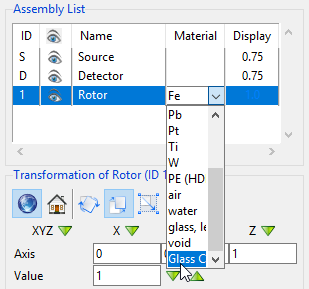 Assembly List
ID Name Material Display
S Source 0.75
D Detector 0.75
1 Rotor Fe
Pb
Pt
Ti
W
PE (HD
air
water
glass, le
void
Glass C
Transformation of Rotor (ID 1
XYZ X Z
Axis 0 1
Value 1